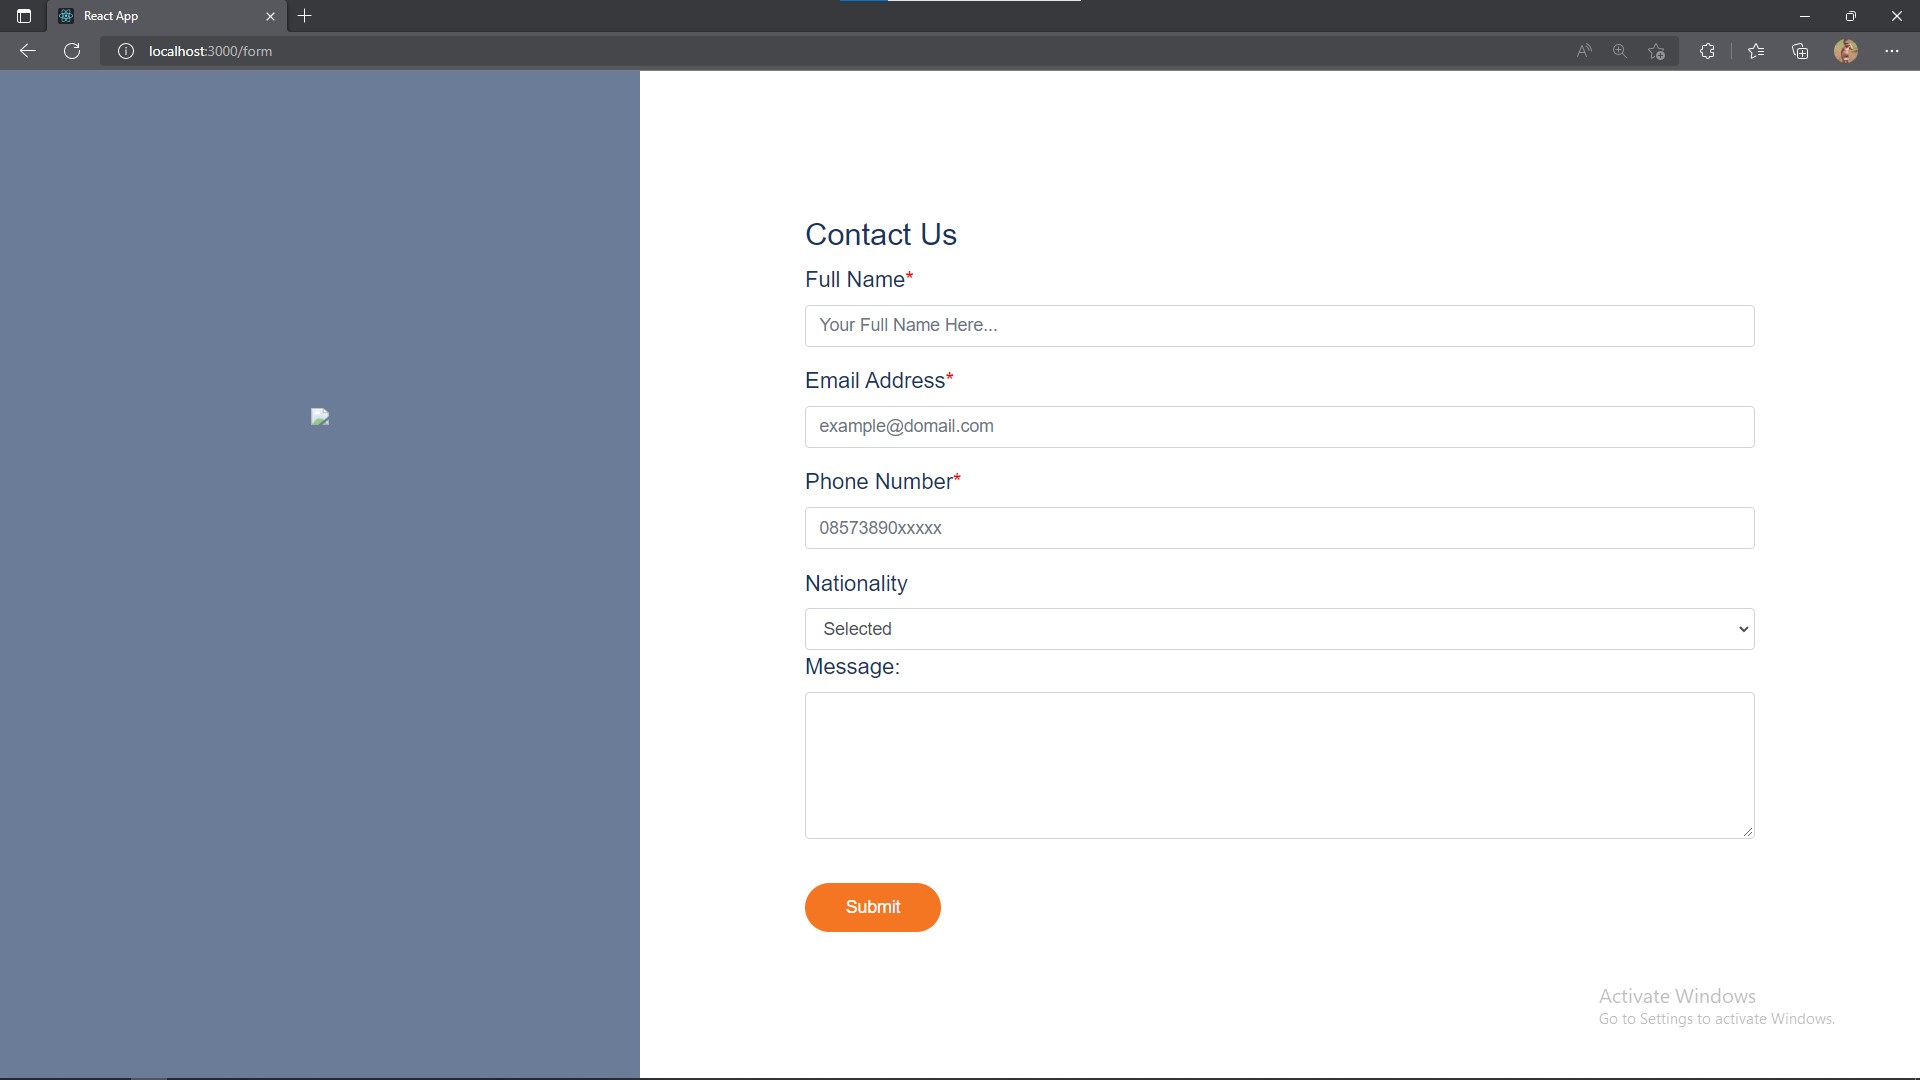 React App
localhost:3000/form
Contact Us
Full Name*
Your Full Name Here...
Email Address*
example@domail.com
Phone Number*
08573890xxxxx
Nationality
Selected
Message:
Submit
Activate Windows
Go to Settings to activate Windows.